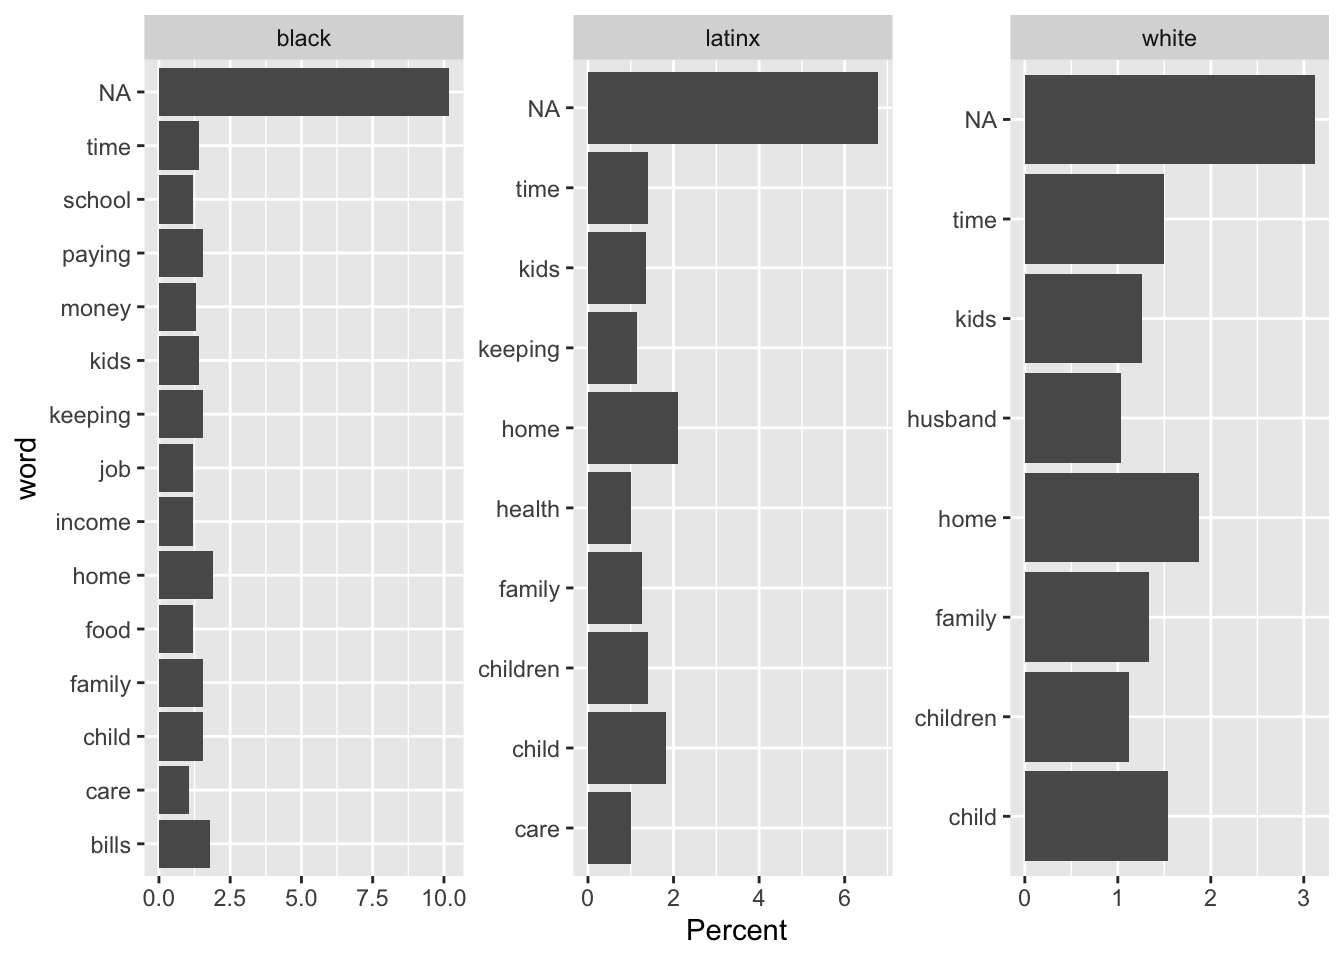 black
latinx
white
word
NA
time
school
paying
money
kids
keeping
job
income
home
food
family
child
care
bills
0.0 2.5 5.0 7.5 10.0
NA
time
kids
keeping
home
health
family
children
child
care
0 2 4 6
NA
time
kids
husband
home
family
children
child
0 1 2 3
Percent